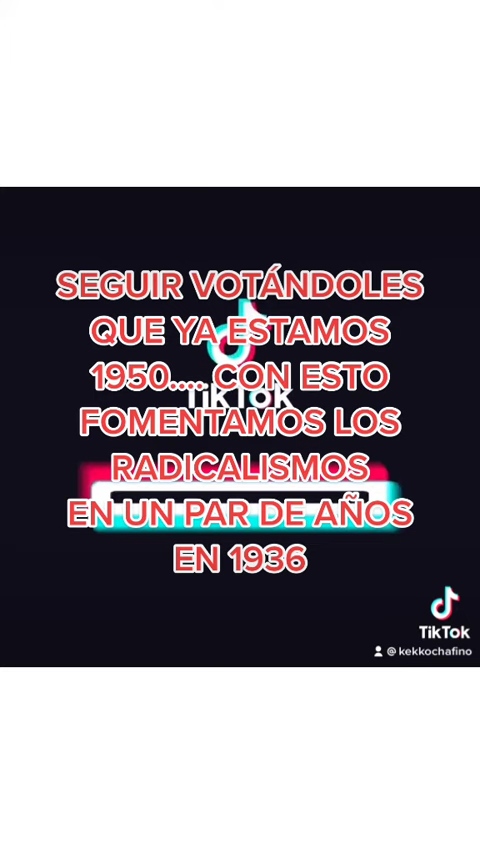 SEGUIR VOTÁNDOLES
QUE YA ESTAMOS
1950.... CON ESTO
FOMENTAMOS LOS
RADICALISMOS
EN UN PAR DE AÑOS
EN 1936
TikTok
TikTok
@kekkochafino